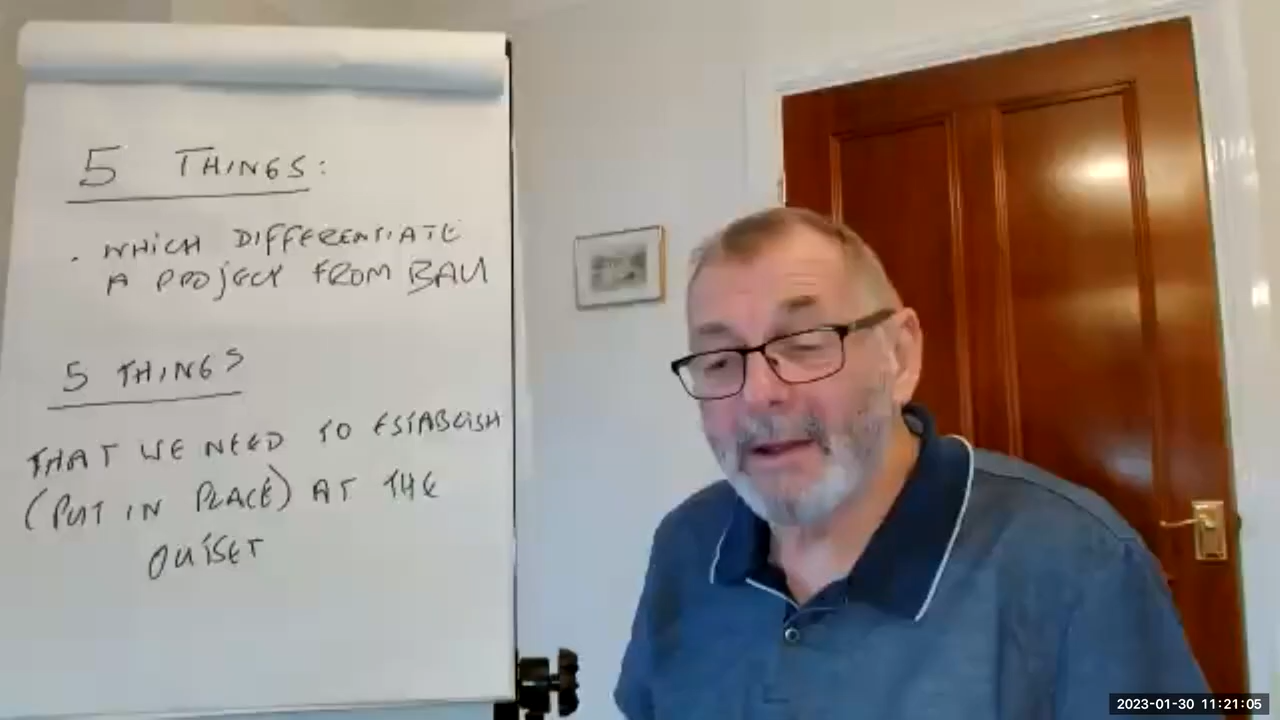 5 THINGS:
. WHICH DIFFERENTIATE
A PROJECT FROM BAU
5 THINGS
THAT WE NEED TO ESTABLISH
(PUT IN PLACE) AT THE
OUTSET
2023-01-30 11:21:05